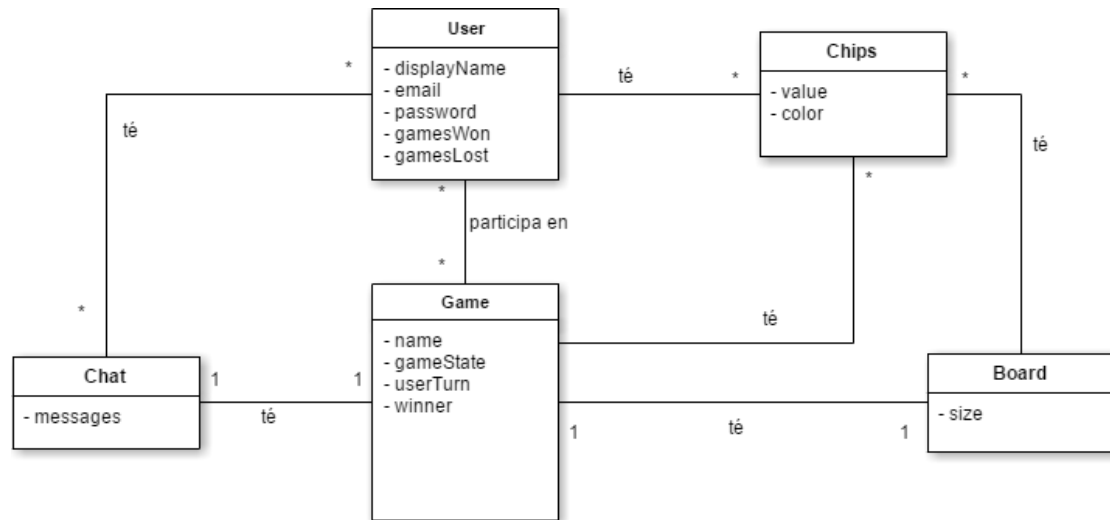 User
- displayName
- email
- password
- gamesWon
- gamesLost
Chips
- value
- color
*
té
*
*
té
té
*
*
participa en
*
té
*
Game
- name
- gameState
- userTurn
- winner
Chat
- messages
1
té
1
1
té
1
Board
- size